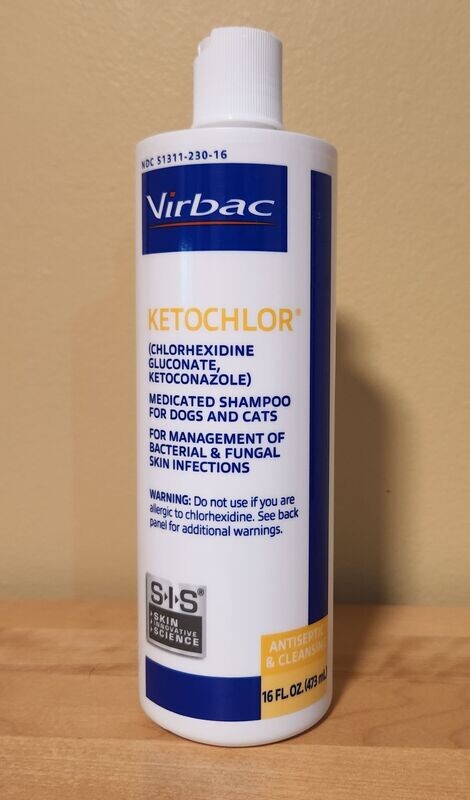 NDC 51311-230-16
Virbac
KETOCHLOR®
(CHLORHEXIDINE
GLUCONATE,
KETOCONAZOLE)
MEDICATED SHAMPOO
FOR DOGS AND CATS
FOR MANAGEMENT OF
BACTERIAL & FUNGAL
SKIN INFECTIONS
WARNING: Do not use if you are
allergic to chlorhexidine. See back
panel for additional warnings.
S•I•S®
SKIN
INNOVATIVE
SCIENCE
ANTISEPTIC
& CLEANSING
16 FL. OZ. (473 mL)